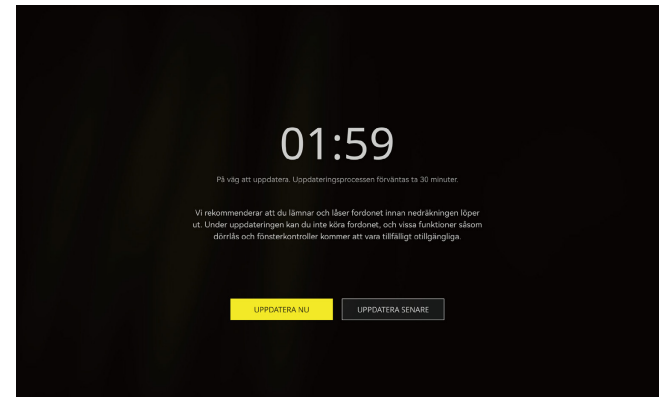 01:59
På väg att uppdatera. Uppdateringsprocessen förväntas ta 30 minuter.
Vi rekommenderar att du lämnar och låser fordonet innan nedräkningen löper
ut. Under uppdateringen kan du inte köra fordonet, och vissa funktioner såsom
dörrlås och fönsterkontroller kommer att vara tillfälligt otillgängliga.
UPPDATERA NU
UPPDATERA SENARE